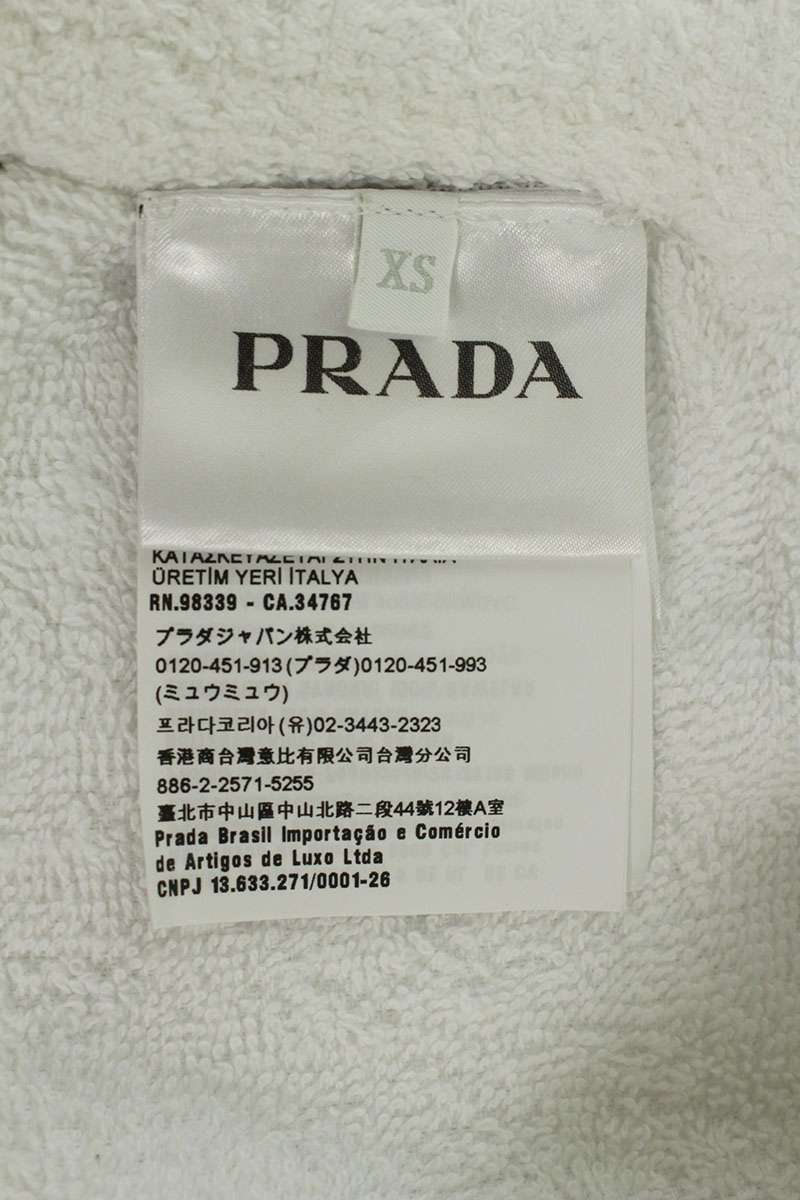 XS
PRADA
ÜRETİM YERİ İTALYA
RN.98339 - CA.34767
プラダジャパン株式会社
0120-451-913(プラダ)0120-451-993
(ミュウミュウ)
프라다코리아(유)02-3443-2323
香港商台灣意比有限公司台灣分公司
886-2-2571-5255
臺北市中山區中山北路二段44號12樓A室
Prada Brasil Importação e Comércio
de Artigos de Luxo Ltda
CNPJ 13.633.271/0001-26